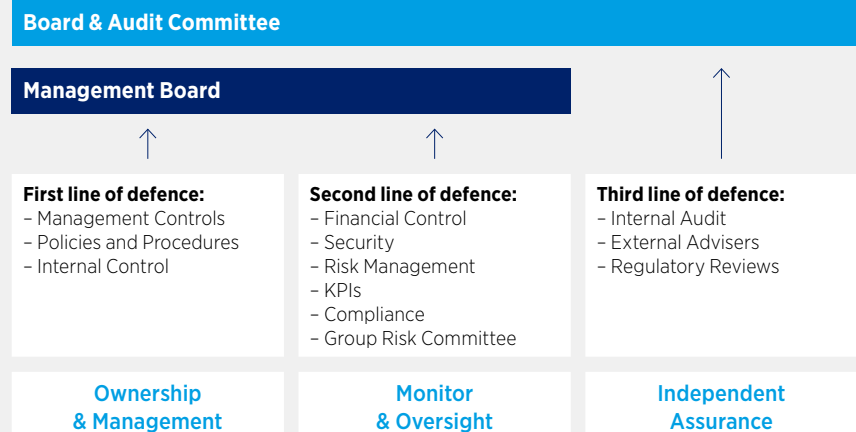 Board & Audit Committee
Management Board
First line of defence:
– Management Controls
– Policies and Procedures
– Internal Control
Second line of defence:
– Financial Control
– Security
– Risk Management
– KPIs
– Compliance
– Group Risk Committee
Third line of defence:
– Internal Audit
– External Advisers
– Regulatory Reviews
Ownership
& Management
Monitor
& Oversight
Independent
Assurance